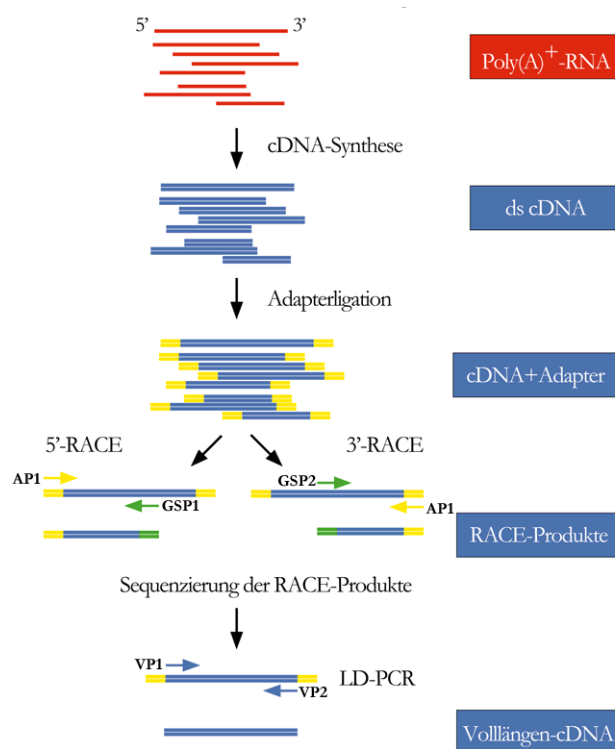 5’ 3’
Poly(A)+-RNA
cDNA-Synthese
ds cDNA
Adapterligation
cDNA+Adapter
5’-RACE 3’-RACE
AP1 GSP2
GSP1 AP1
RACE-Produkte
Sequenzierung der RACE-Produkte
VP1 LD-PCR
VP2
Volllängen-cDNA